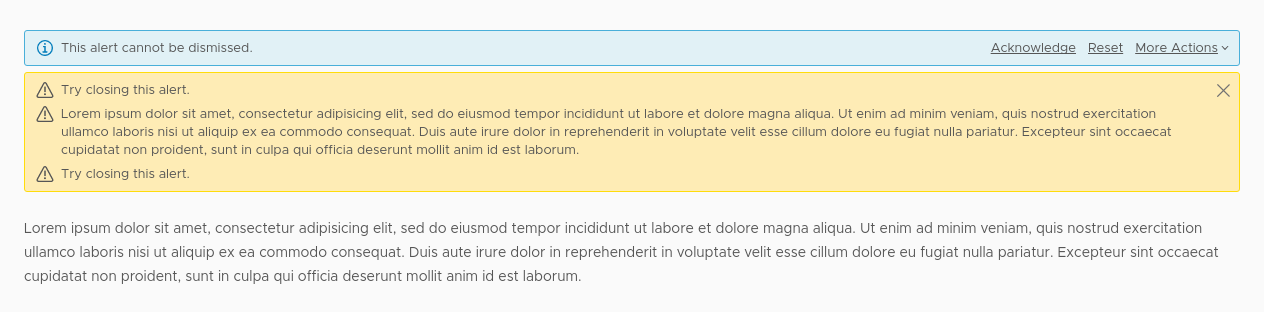 This alert cannot be dismissed. Acknowledge Reset More Actions
Try closing this alert.
Lorem ipsum dolor sit amet, consectetur adipisicing elit, sed do eiusmod tempor incididunt ut labore et dolore magna aliqua. Ut enim ad minim veniam, quis nostrud exercitation
ullamco laboris nisi ut aliquip ex ea commodo consequat. Duis aute irure dolor in reprehenderit in voluptate velit esse cillum dolore eu fugiat nulla pariatur. Excepteur sint occaecat
cupidatat non proident, sunt in culpa qui officia deserunt mollit anim id est laborum.
Try closing this alert.
Lorem ipsum dolor sit amet, consectetur adipisicing elit, sed do eiusmod tempor incididunt ut labore et dolore magna aliqua. Ut enim ad minim veniam, quis nostrud exercitation
ullamco laboris nisi ut aliquip ex ea commodo consequat. Duis aute irure dolor in reprehenderit in voluptate velit esse cillum dolore eu fugiat nulla pariatur. Excepteur sint occaecat
cupidatat non proident, sunt in culpa qui officia deserunt mollit anim id est laborum.